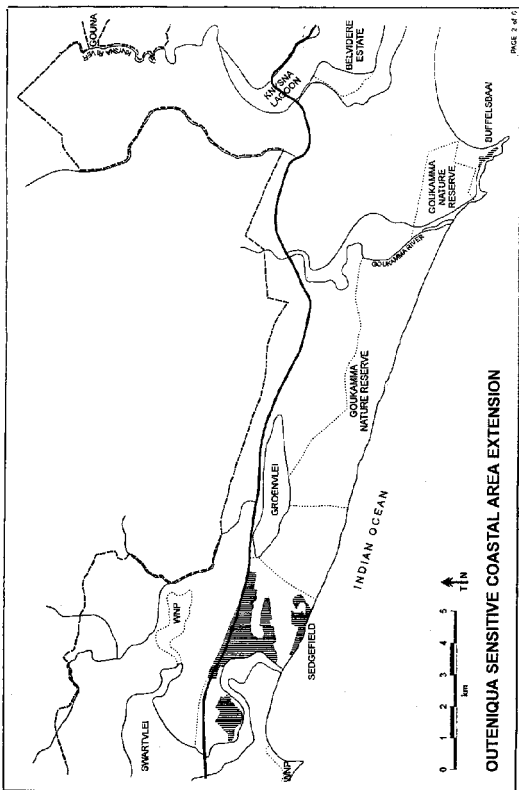 GOUNA
KNYSNA
RIVER
KNYSNA
LAGOON
BELVIDERE
ESTATE
PAGE 2 of 6
BUFFELSBAAI
GOUKAMMA
NATURE
RESERVE
GOUKAMMA RIVER
GOUKAMMA
NATURE RESERVE
GROENVLEI
INDIAN OCEAN
WNP
SWARTVLEI
SEDGEFIELD
WNP
T N
0 1 2 3 4 5
km
OUTENIQUA SENSITIVE COASTAL AREA EXTENSION